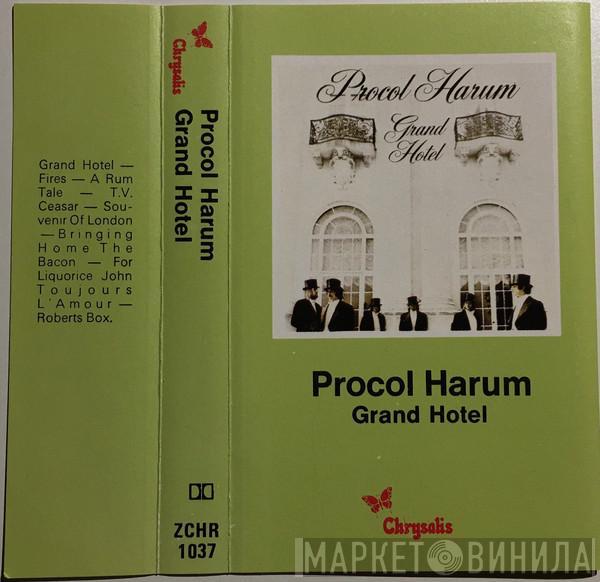 Grand Hotel —
Fires — A Rum
Tale — T.V.
Ceasar — Sou-
venir Of London
— Bringing
Home The
Bacon — For
Liquorice John
Toujours
L'Amour —
Roberts Box.
Chrysalis
Procol Harum
Grand Hotel
ZCHR
1037
Procol Harum
Grand
Hotel
Procol Harum
Grand Hotel
Chrysalis
МАРКЕТ ВИНИЛА